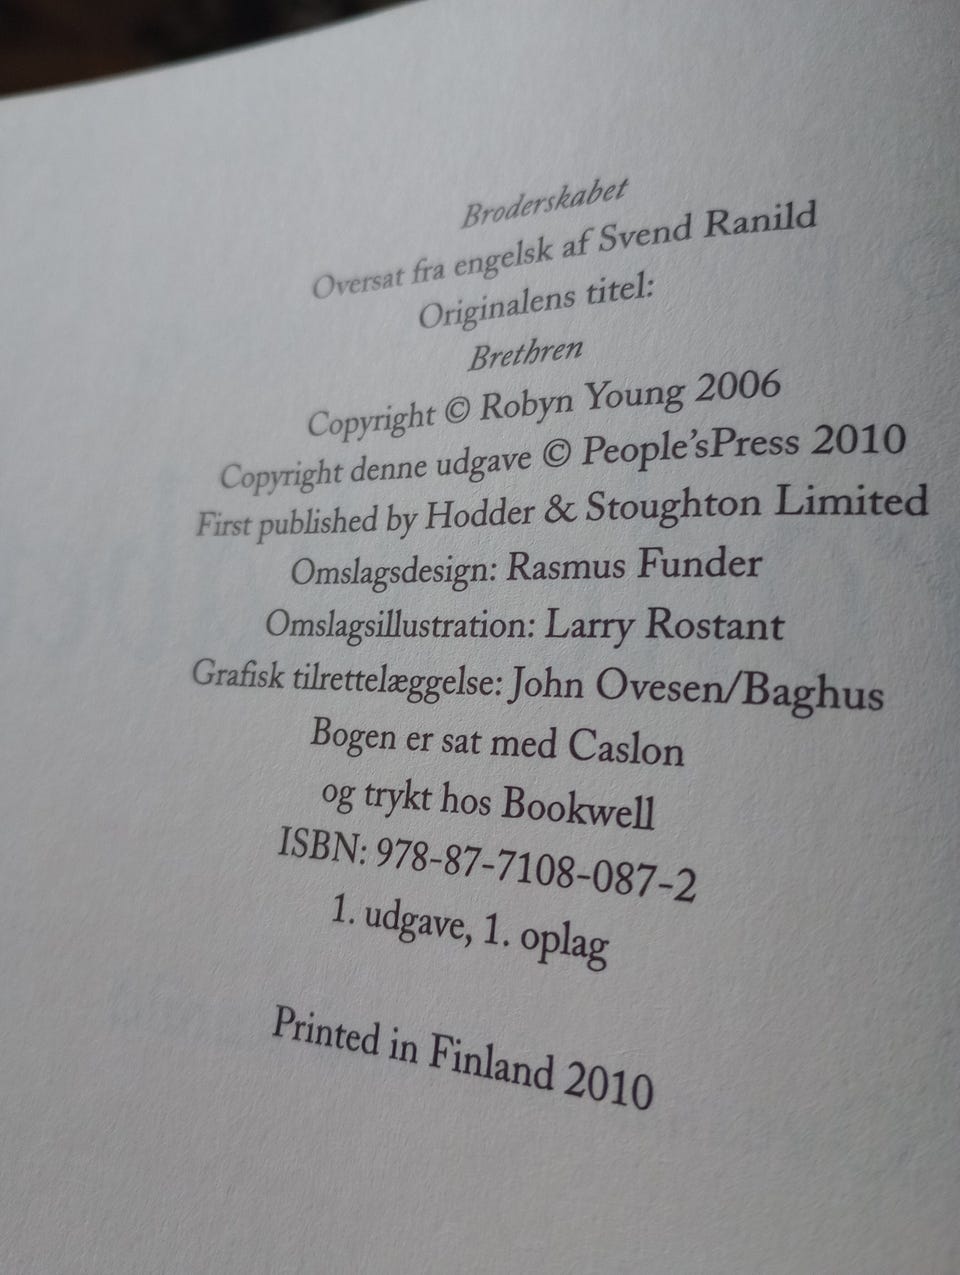 Broderskabet
Oversat fra engelsk af Svend Ranild
Originalens titel:
Brethren
Copyright © Robyn Young 2006
Copyright denne udgave © People'sPress 2010
First published by Hodder & Stoughton Limited
Omslagsdesign: Rasmus Funder
Omslagsillustration: Larry Rostant
Grafisk tilrettelæggelse: John Ovesen/Baghus
Bogen er sat med Caslon
og trykt hos Bookwell
ISBN: 978-87-7108-087-2
1. udgave, 1. oplag
Printed in Finland 2010